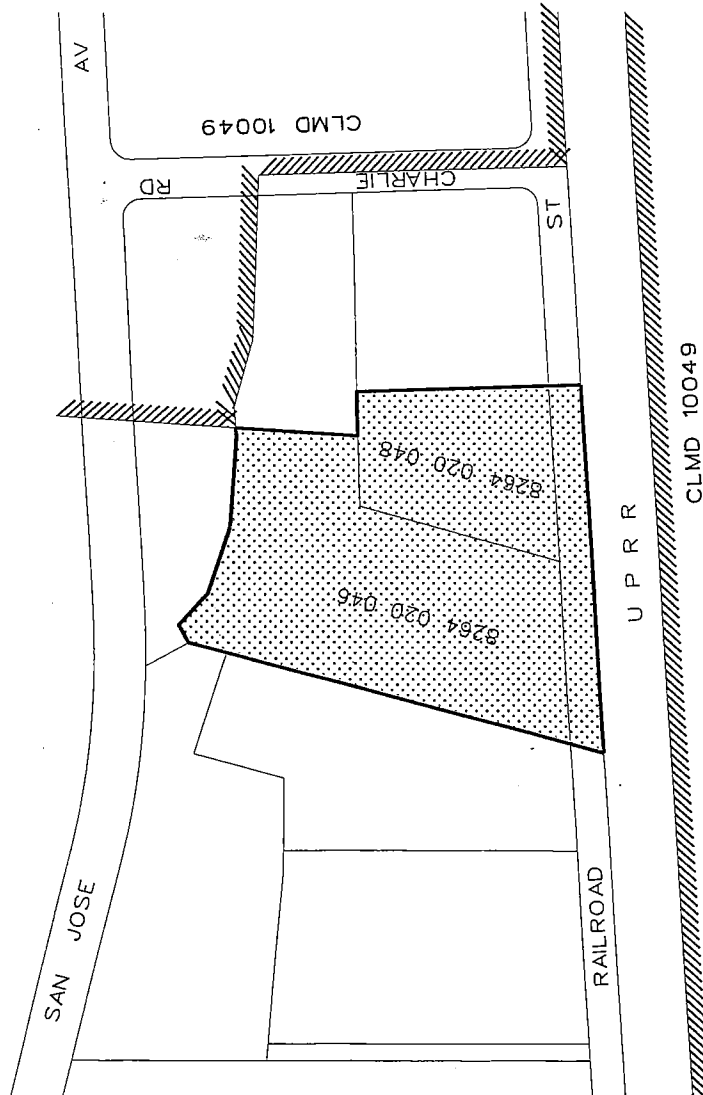 AV
CLMD 10049
RD
CHARLIE
ST
8264 020 048
8264 020 046
CLMD 10049
U P R R
SAN JOSE
RAILROAD